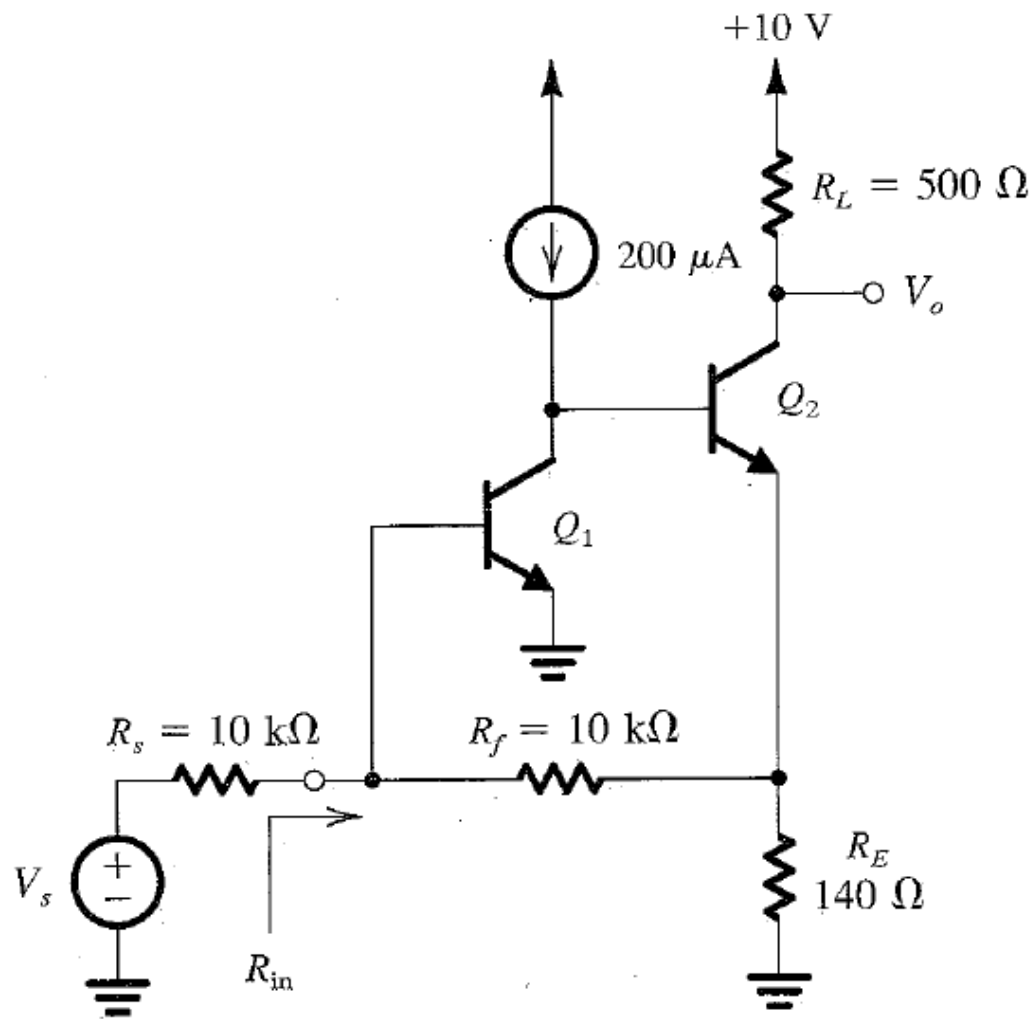 +10 V
R_L = 500 Ω
200 μA
V_o
Q_2
Q_1
R_s = 10 kΩ
R_f = 10 kΩ
R_E
140 Ω
+
−
V_s
R_in